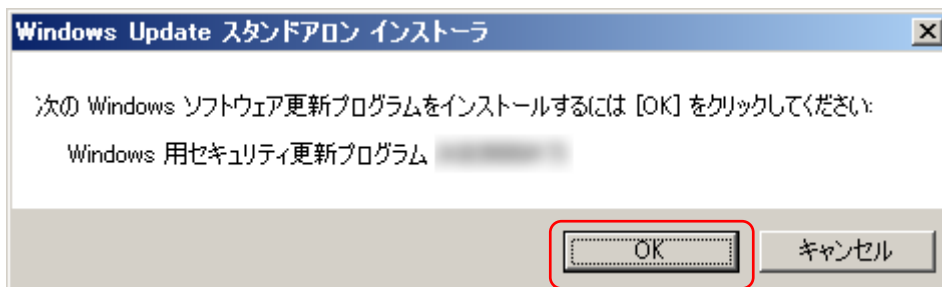 Windows Update スタンドアロン インストーラ
次の Windows ソフトウェア更新プログラムをインストールするには [OK] をクリックしてください:
Windows 用セキュリティ更新プログラム
OK
キャンセル